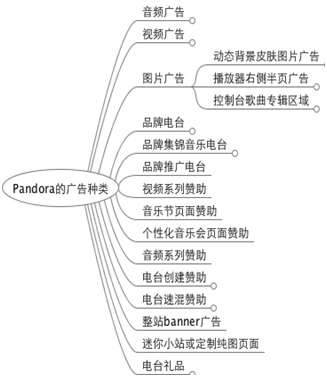 音频广告
视频广告
图片广告
动态背景皮肤图片广告
播放器右侧半页广告
控制台歌曲专辑区域
品牌电台
品牌集锦音乐电台
品牌推广电台
Pandora的广告种类
视频系列赞助
音乐节页面赞助
个性化音乐会页面赞助
音频系列赞助
电台创建赞助
电台速混赞助
整站banner广告
迷你小站或定制纯图页面
电台礼品